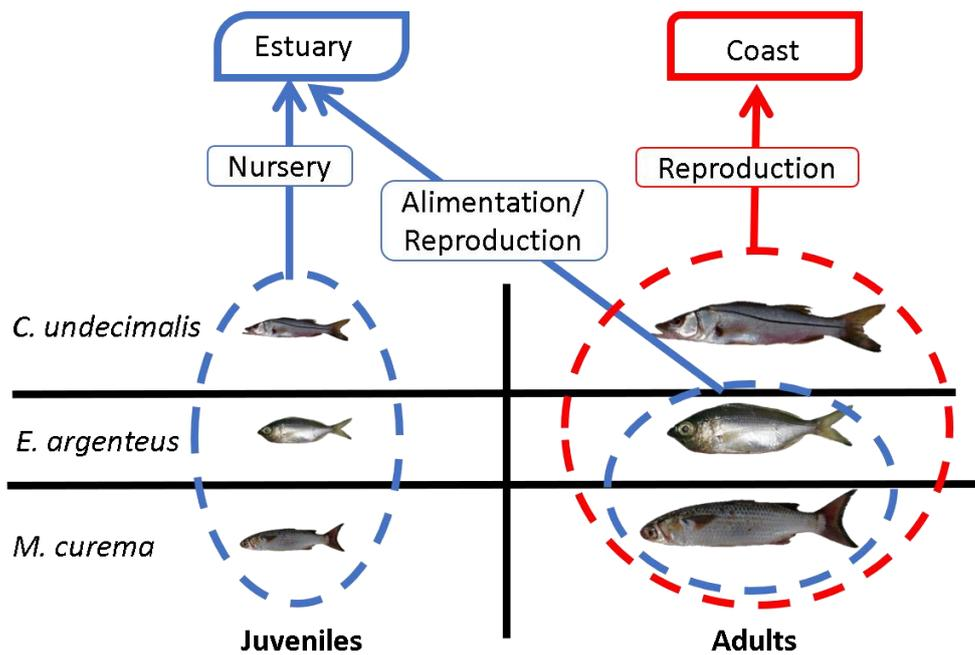 Estuary
Coast
Nursery
Reproduction
Alimentation/
Reproduction
C. undecimalis
E. argenteus
M. curema
Juveniles
Adults